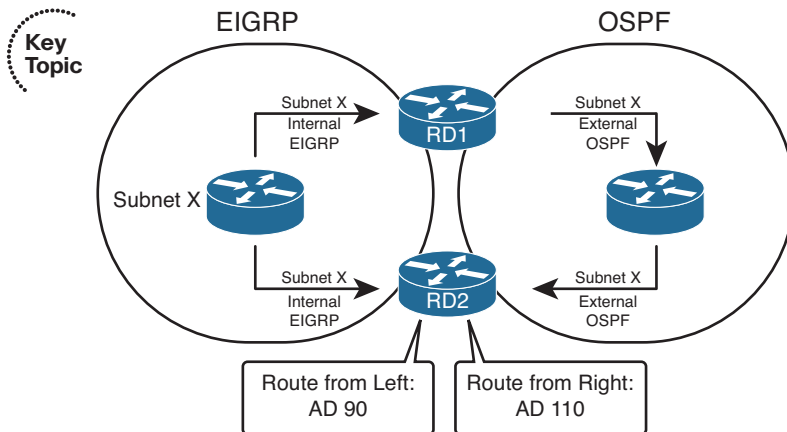 EIGRP
OSPF
Key
Topic
Subnet X
Internal
EIGRP
RD1
Subnet X
External
OSPF
Subnet X
Subnet X
Internal
EIGRP
RD2
Subnet X
External
OSPF
Route from Left:
AD 90
Route from Right:
AD 110